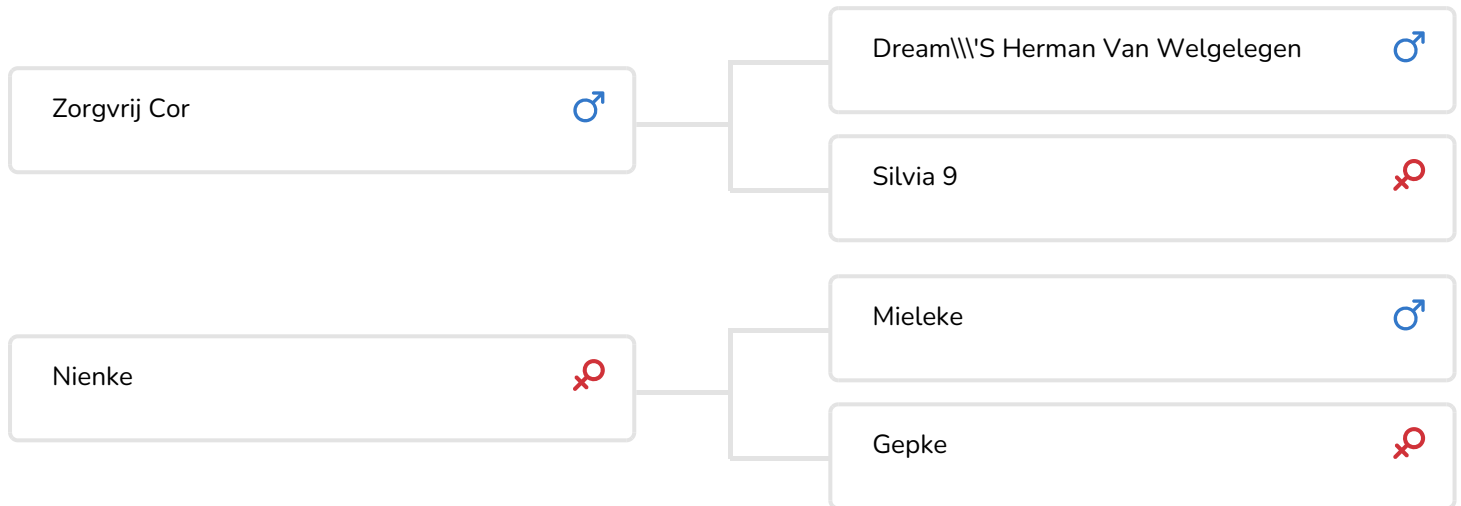 Dream\\\'S Herman Van Welgelegen
Zorgvrij Cor
Silvia 9
Mieleke
Nienke
Gepke